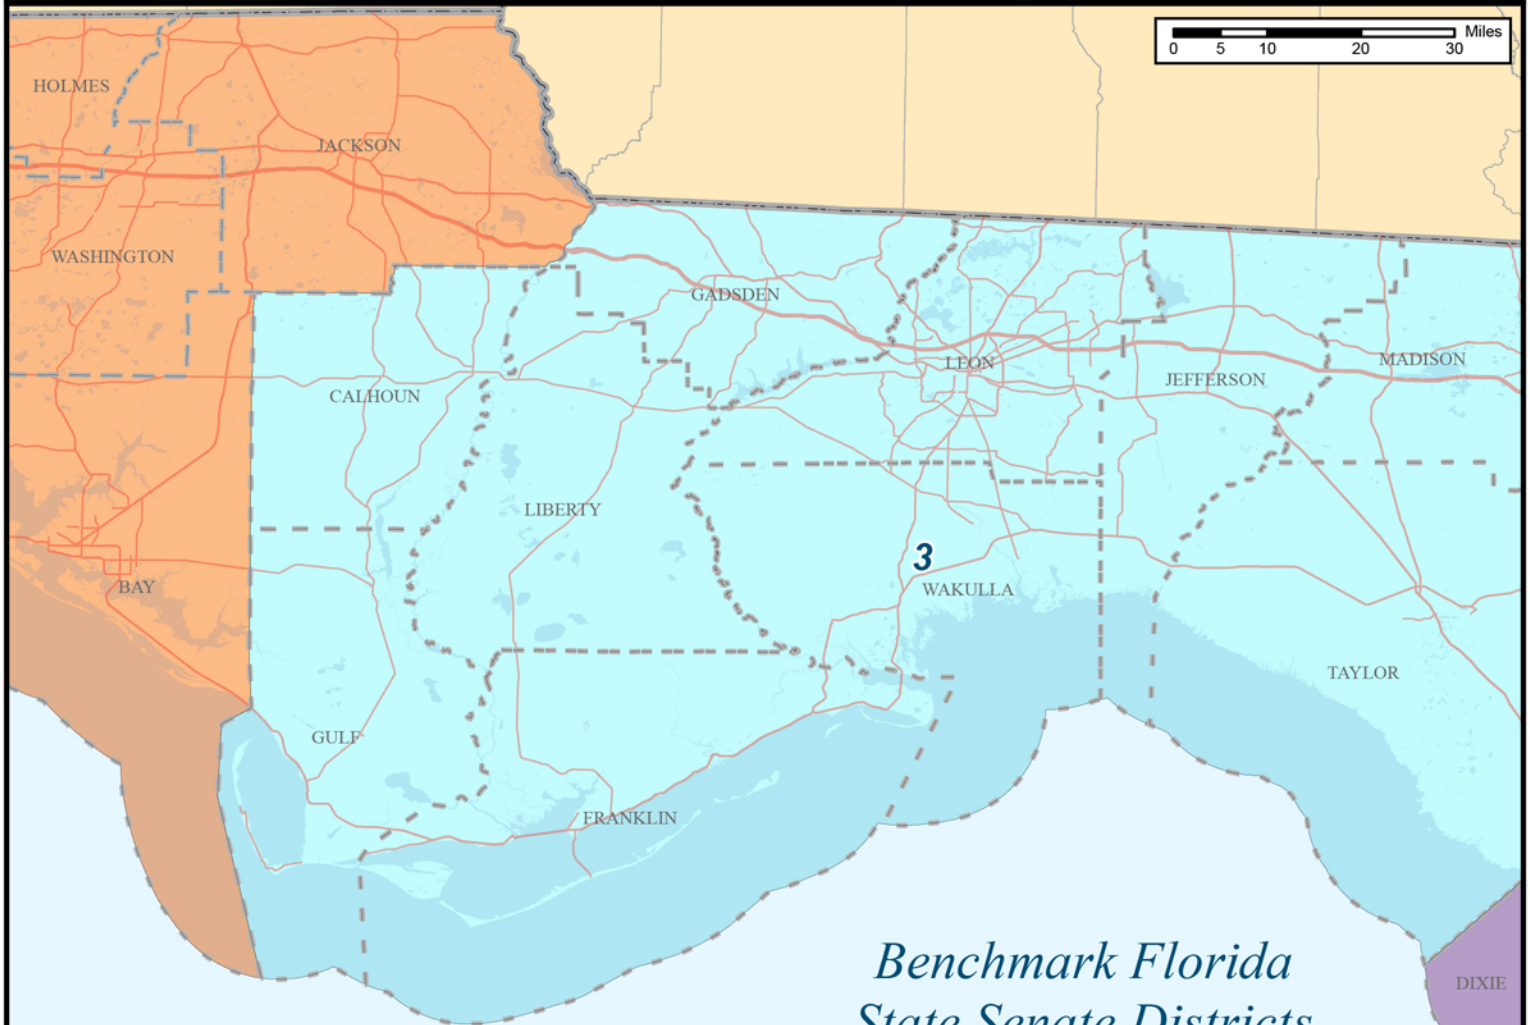 Miles
0 5 10 20 30
HOLMES
JACKSON
WASHINGTON
GADSDEN
LEON
MADISON
JEFFERSON
CALHOUN
LIBERTY
3
BAY
WAKULLA
TAYLOR
GULF
FRANKLIN
Benchmark Florida
DIXIE
State Senate Districts